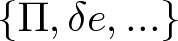 {Π, δe, ...}